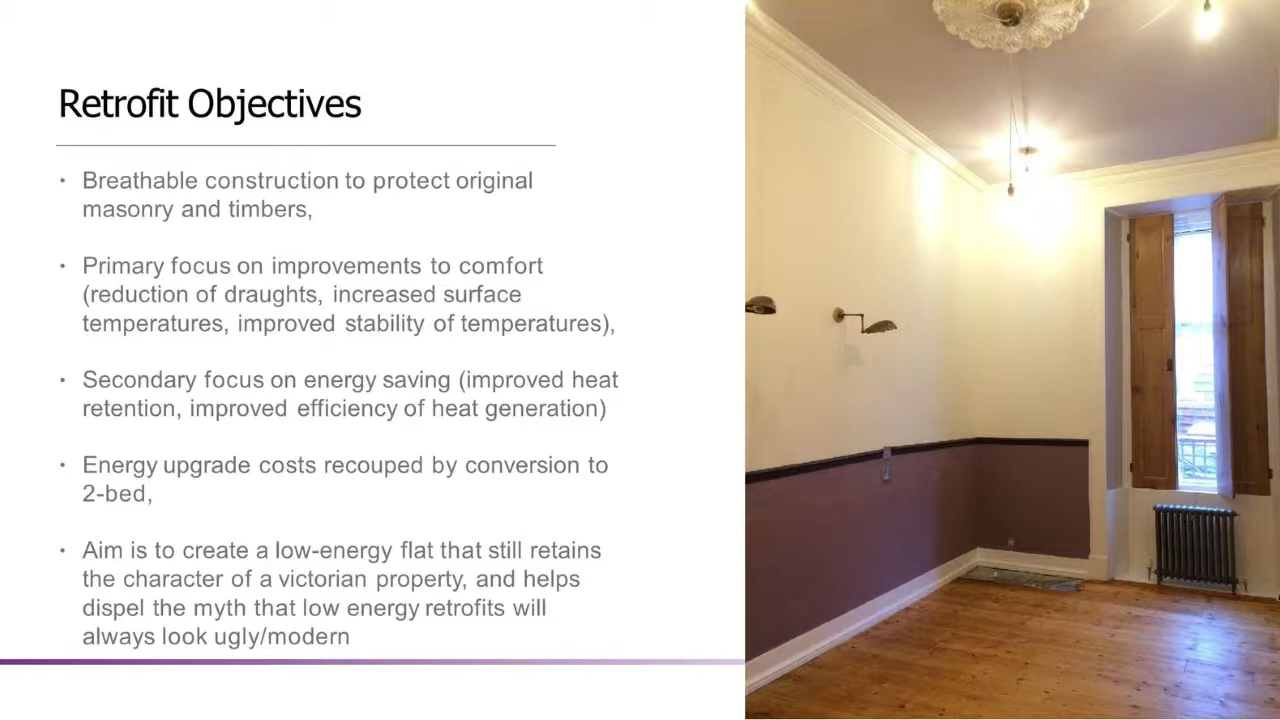 Retrofit Objectives
• Breathable construction to protect original
masonry and timbers,
• Primary focus on improvements to comfort
(reduction of draughts, increased surface
temperatures, improved stability of temperatures),
• Secondary focus on energy saving (improved heat
retention, improved efficiency of heat generation)
• Energy upgrade costs recouped by conversion to
2-bed,
• Aim is to create a low-energy flat that still retains
the character of a victorian property, and helps
dispel the myth that low energy retrofits will
always look ugly/modern